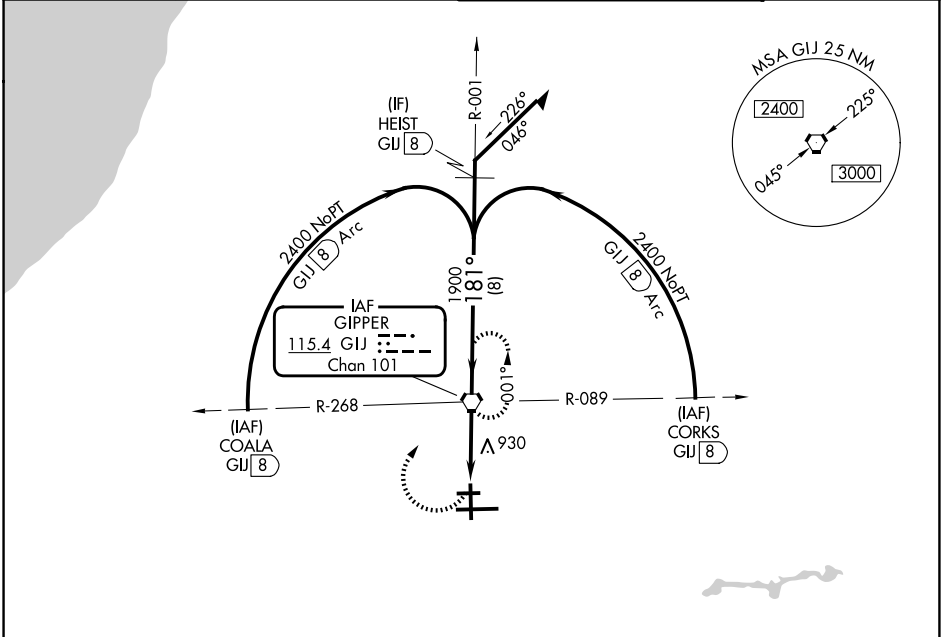 MSA GIJ 25 NM
2400
225°
045°
3000
R-001
226°
046°
(IF)
HEIST
GIJ 8
2400 NoPT
GIJ 8 Arc
2400 NoPT
GIJ 8 Arc
1900
181°
(8)
IAF
GIPPER
115.4 GIJ
Chan 101
001°
R-268
R-089
(IAF)
COALA
GIJ 8
(IAF)
CORKS
GIJ 8
930